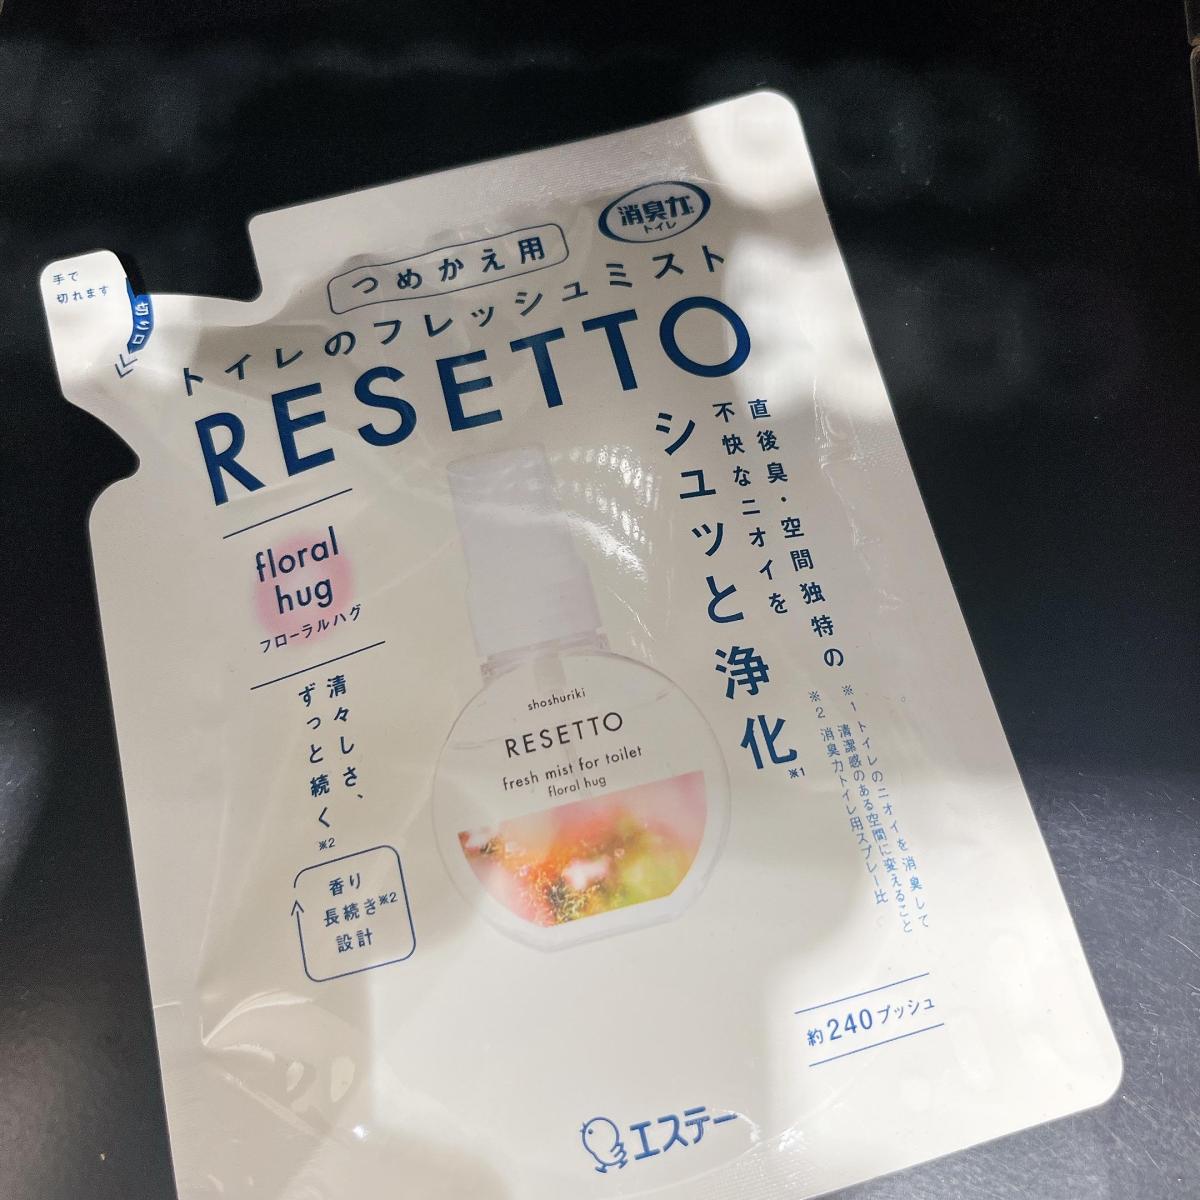 手で
切れます
切り口
消臭力
トイレ
つめかえ用
トイレのフレッシュミスト
RESETTO
直後臭・空間独特の
不快なニオイを
シュッと浄化※1
floral
hug
フローラルハグ
清々しさ、
ずっと続く※2
香り
長続き※2
設計
shoshuriki
RESETTO
fresh mist for toilet
floral hug
※1 トイレのニオイを消臭して
清潔感のある空間に変えること
※2 消臭力トイレ用スプレー比
約240プッシュ
エステー